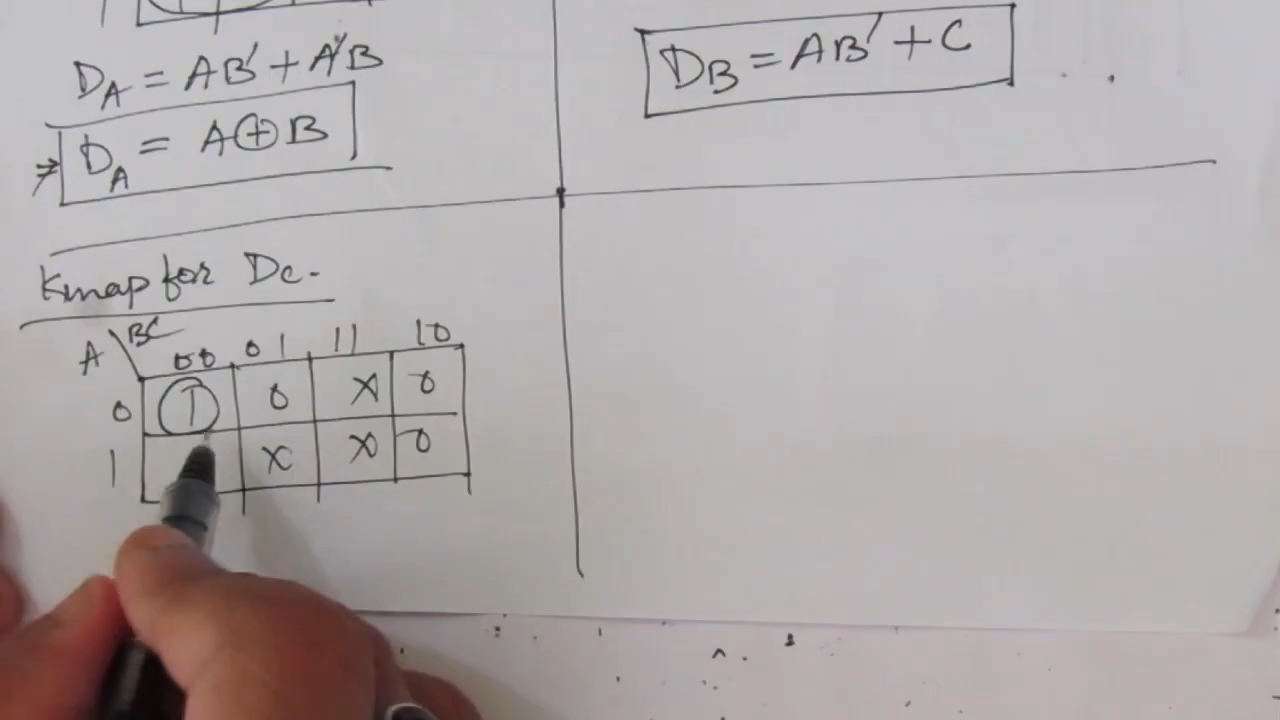 DA = AB' + A'B
⇒ DA = A⊕B
DB = AB' + C
Kmap for Dc.
A \ BC
00 01 11 10
0 1 0 X 0
1 X X 0